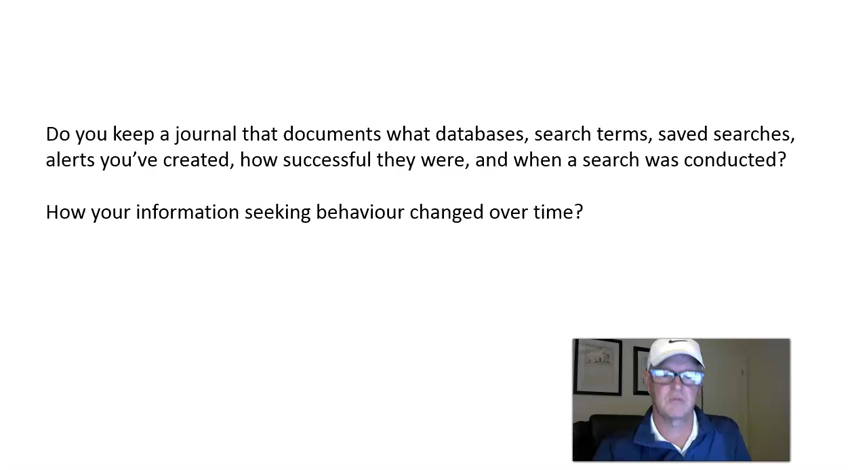 Do you keep a journal that documents what databases, search terms, saved searches,
alerts you’ve created, how successful they were, and when a search was conducted?
How your information seeking behaviour changed over time?